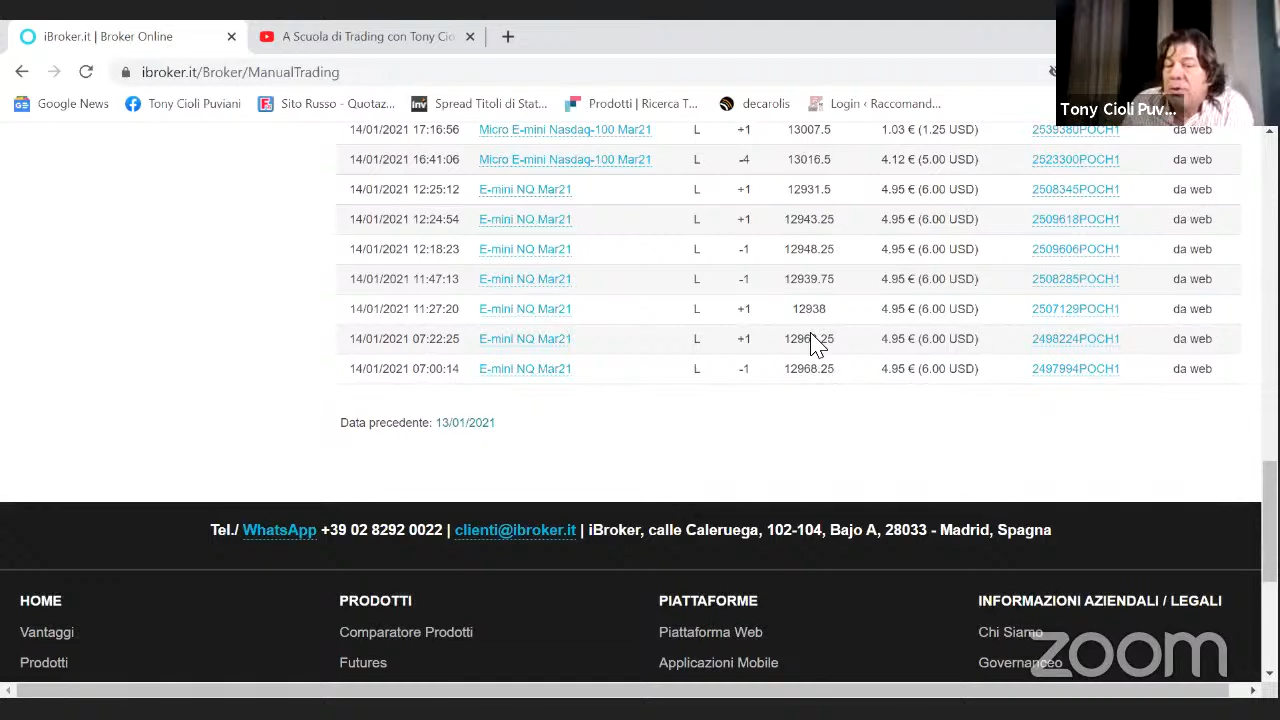 iBroker.it | Broker Online
A Scuola di Trading con Tony Cio
ibroker.it/Broker/ManualTrading
Google News Tony Cioli Puviani Sito Russo - Quotaz... Spread Titoli di Stat... Prodotti | Ricerca T... decarolis Login ‹ Raccomand...
Tony Cioli Puv...
14/01/2021 17:16:56 Micro E-mini Nasdaq-100 Mar21 L +1 13007.5 1.03 € (1.25 USD) 2539380POCH1 da web
14/01/2021 16:41:06 Micro E-mini Nasdaq-100 Mar21 L -4 13016.5 4.12 € (5.00 USD) 2523300POCH1 da web
14/01/2021 12:25:12 E-mini NQ Mar21 L +1 12931.5 4.95 € (6.00 USD) 2508345POCH1 da web
14/01/2021 12:24:54 E-mini NQ Mar21 L +1 12943.25 4.95 € (6.00 USD) 2509618POCH1 da web
14/01/2021 12:18:23 E-mini NQ Mar21 L -1 12948.25 4.95 € (6.00 USD) 2509606POCH1 da web
14/01/2021 11:47:13 E-mini NQ Mar21 L -1 12939.75 4.95 € (6.00 USD) 2508285POCH1 da web
14/01/2021 11:27:20 E-mini NQ Mar21 L +1 12938 4.95 € (6.00 USD) 2507129POCH1 da web
14/01/2021 07:22:25 E-mini NQ Mar21 L +1 4.95 € (6.00 USD) 2498224POCH1 da web
14/01/2021 07:00:14 E-mini NQ Mar21 L -1 12968.25 4.95 € (6.00 USD) 2497994POCH1 da web
Data precedente: 13/01/2021
Tel./ WhatsApp +39 02 8292 0022 | clienti@ibroker.it | iBroker, calle Caleruega, 102-104, Bajo A, 28033 - Madrid, Spagna
HOME PRODOTTI PIATTAFORME INFORMAZIONI AZIENDALI / LEGALI
Vantaggi Comparatore Prodotti Piattaforma Web Chi Siamo
Prodotti Futures Applicazioni Mobile Governance
zoom